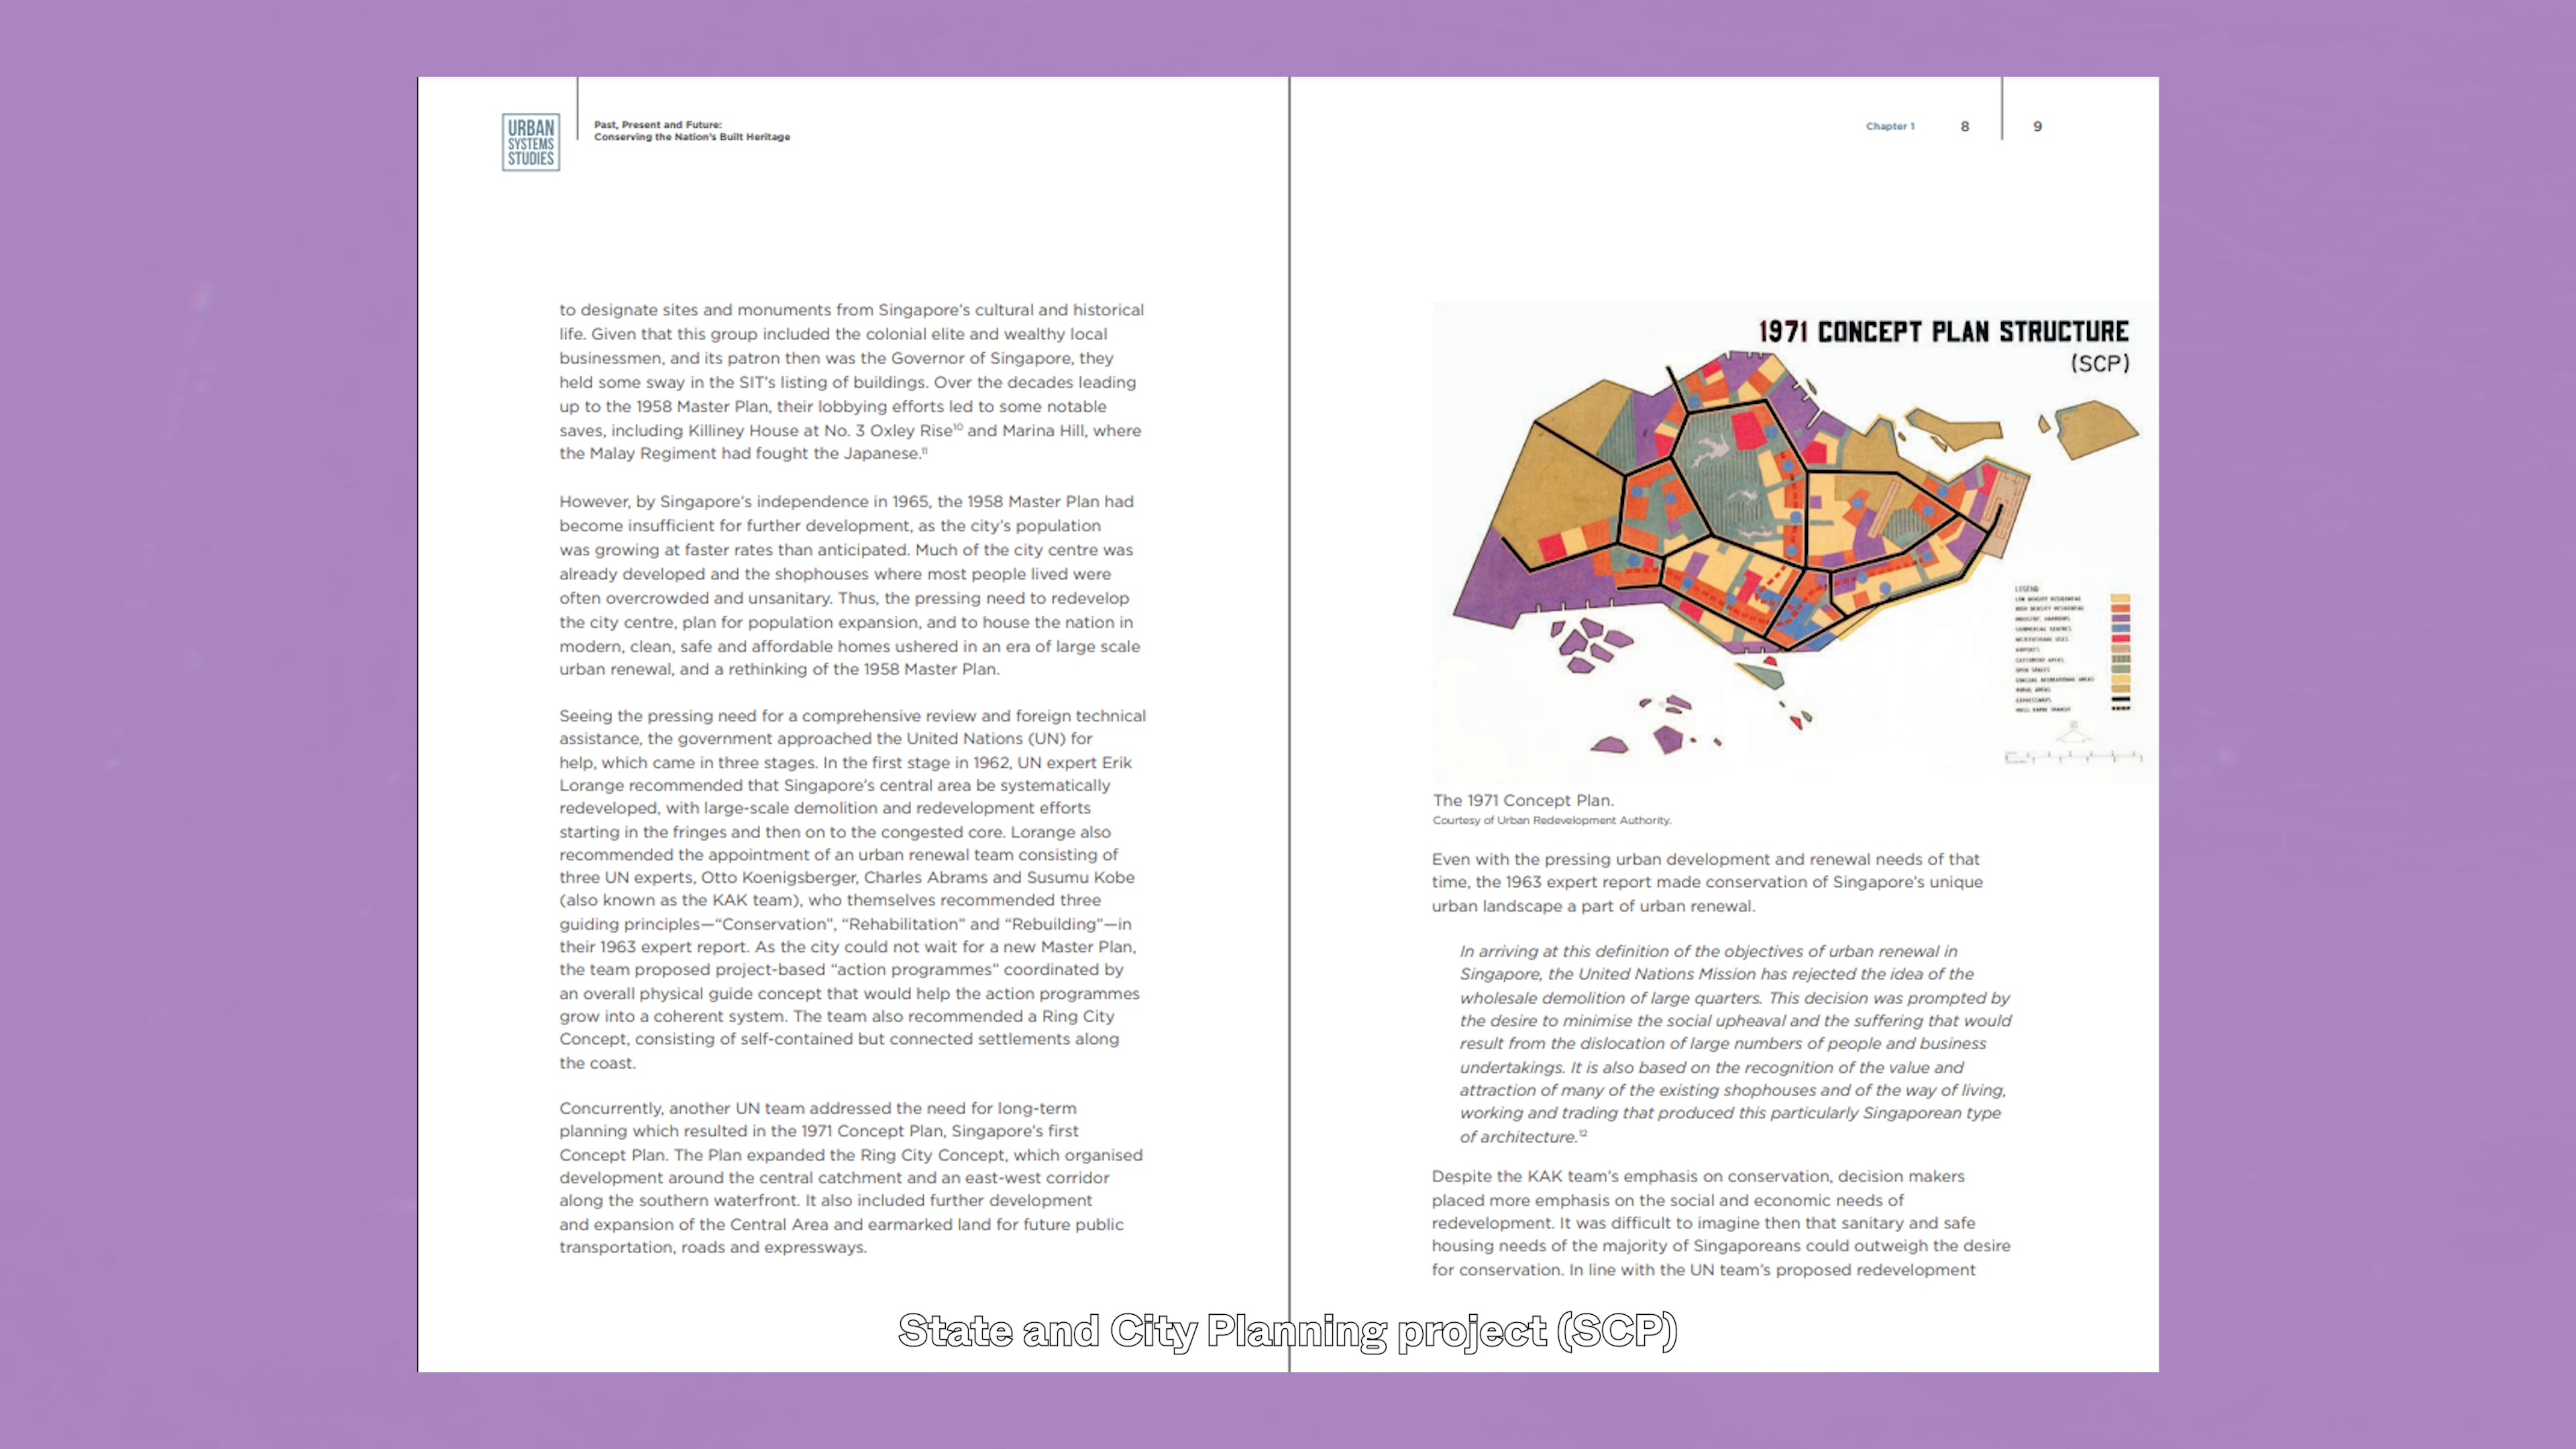 URBAN
SYSTEMS
STUDIES
Past, Present and Future:
Conserving the Nation's Built Heritage
Chapter 1
8
9
to designate sites and monuments from Singapore's cultural and historical
life. Given that this group included the colonial elite and wealthy local
businessmen, and its patron then was the Governor of Singapore, they
held some sway in the SIT's listing of buildings. Over the decades leading
up to the 1958 Master Plan, their lobbying efforts led to some notable
saves, including Killiney House at No. 3 Oxley Rise¹⁰ and Marina Hill, where
the Malay Regiment had fought the Japanese.¹¹
However, by Singapore's independence in 1965, the 1958 Master Plan had
become insufficient for further development, as the city's population
was growing at faster rates than anticipated. Much of the city centre was
already developed and the shophouses where most people lived were
often overcrowded and unsanitary. Thus, the pressing need to redevelop
the city centre, plan for population expansion, and to house the nation in
modern, clean, safe and affordable homes ushered in an era of large scale
urban renewal, and a rethinking of the 1958 Master Plan.
Seeing the pressing need for a comprehensive review and foreign technical
assistance, the government approached the United Nations (UN) for
help, which came in three stages. In the first stage in 1962, UN expert Erik
Lorange recommended that Singapore's central area be systematically
redeveloped, with large-scale demolition and redevelopment efforts
starting in the fringes and then on to the congested core. Lorange also
recommended the appointment of an urban renewal team consisting of
three UN experts, Otto Koenigsberger, Charles Abrams and Susumu Kobe
(also known as the KAK team), who themselves recommended three
guiding principles—“Conservation”, “Rehabilitation” and “Rebuilding”—in
their 1963 expert report. As the city could not wait for a new Master Plan,
the team proposed project-based “action programmes” coordinated by
an overall physical guide concept that would help the action programmes
grow into a coherent system. The team also recommended a Ring City
Concept, consisting of self-contained but connected settlements along
the coast.
Concurrently, another UN team addressed the need for long-term
planning which resulted in the 1971 Concept Plan, Singapore's first
Concept Plan. The Plan expanded the Ring City Concept, which organised
development around the central catchment and an east-west corridor
along the southern waterfront. It also included further development
and expansion of the Central Area and earmarked land for future public
transportation, roads and expressways.
1971 CONCEPT PLAN STRUCTURE
(SCP)
LEGEND
LOW DENSITY RESIDENTIAL
HIGH DENSITY RESIDENTIAL
INDUSTRY, HARBOURS
COMMERCIAL CENTRES
INSTITUTIONAL USES
AIRPORTS
CATCHMENT AREAS
OPEN SPACES
COASTAL RECREATIONAL AREAS
RURAL AREAS
EXPRESSWAYS
MASS RAPID TRANSIT
The 1971 Concept Plan.
Courtesy of Urban Redevelopment Authority.
Even with the pressing urban development and renewal needs of that
time, the 1963 expert report made conservation of Singapore's unique
urban landscape a part of urban renewal.
In arriving at this definition of the objectives of urban renewal in
Singapore, the United Nations Mission has rejected the idea of the
wholesale demolition of large quarters. This decision was prompted by
the desire to minimise the social upheaval and the suffering that would
result from the dislocation of large numbers of people and business
undertakings. It is also based on the recognition of the value and
attraction of many of the existing shophouses and of the way of living,
working and trading that produced this particularly Singaporean type
of architecture.¹²
Despite the KAK team's emphasis on conservation, decision makers
placed more emphasis on the social and economic needs of
redevelopment. It was difficult to imagine then that sanitary and safe
housing needs of the majority of Singaporeans could outweigh the desire
for conservation. In line with the UN team's proposed redevelopment
State and City Planning project (SCP)